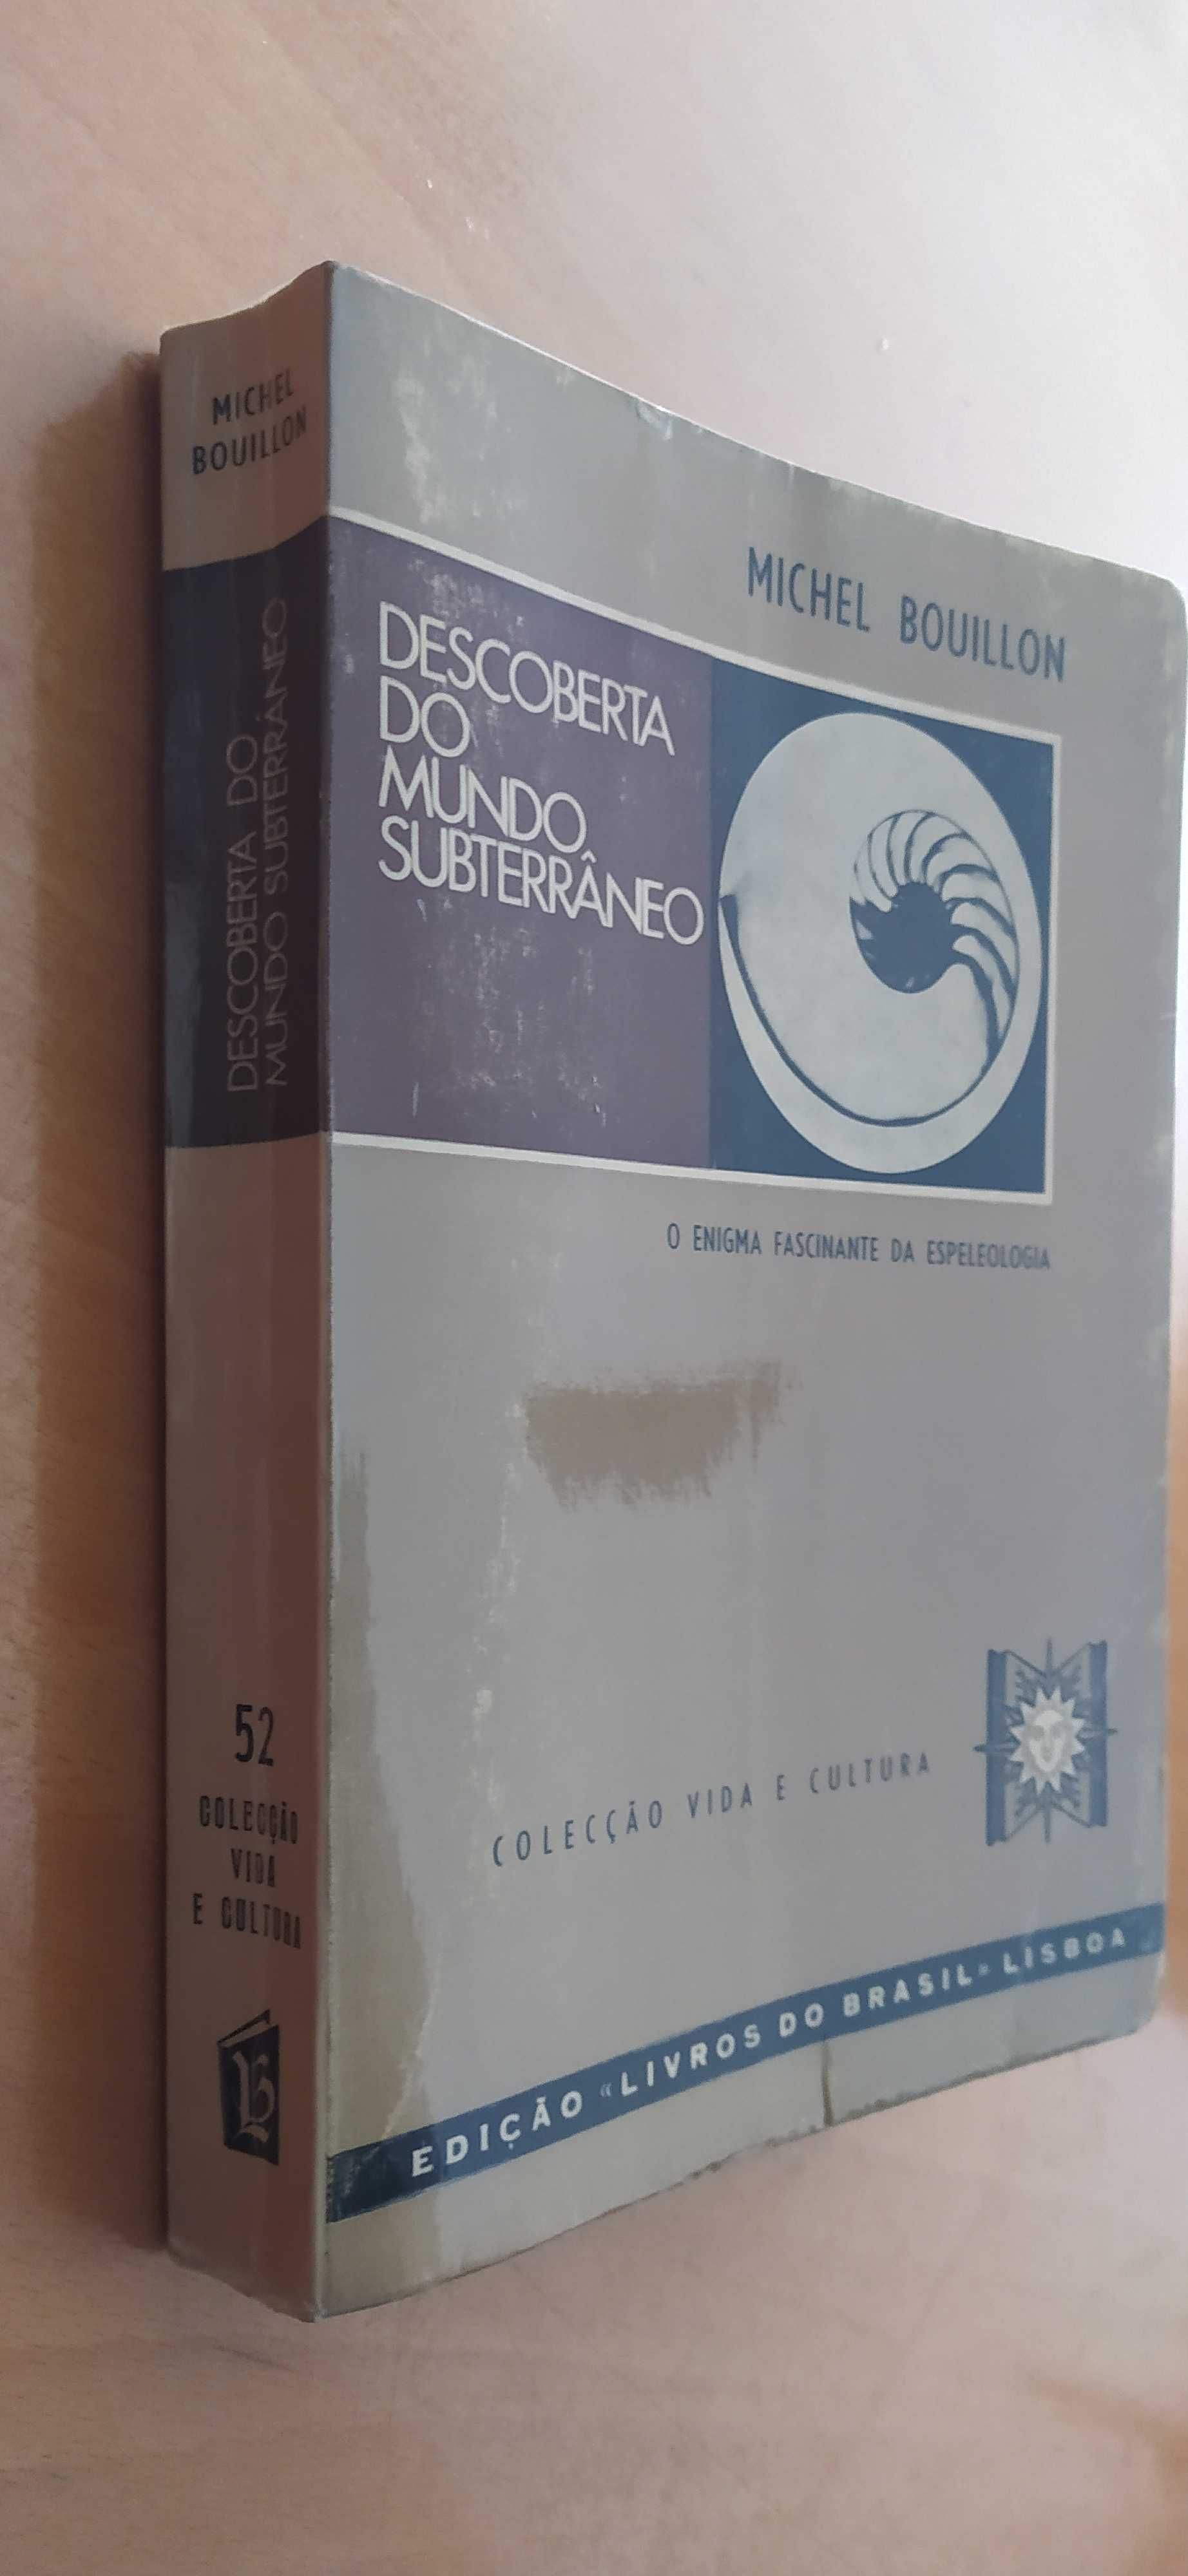 MICHEL
BOUILLON
DESCOBERTA DO
MUNDO SUBTERRÂNEO
52
COLECÇÃO
VIDA
E CULTURA
LB
MICHEL BOUILLON
DESCOBERTA
DO
MUNDO
SUBTERRÂNEO
O ENIGMA FASCINANTE DA ESPELEOLOGIA
COLECÇÃO VIDA E CULTURA
EDIÇÃO «LIVROS DO BRASIL» LISBOA